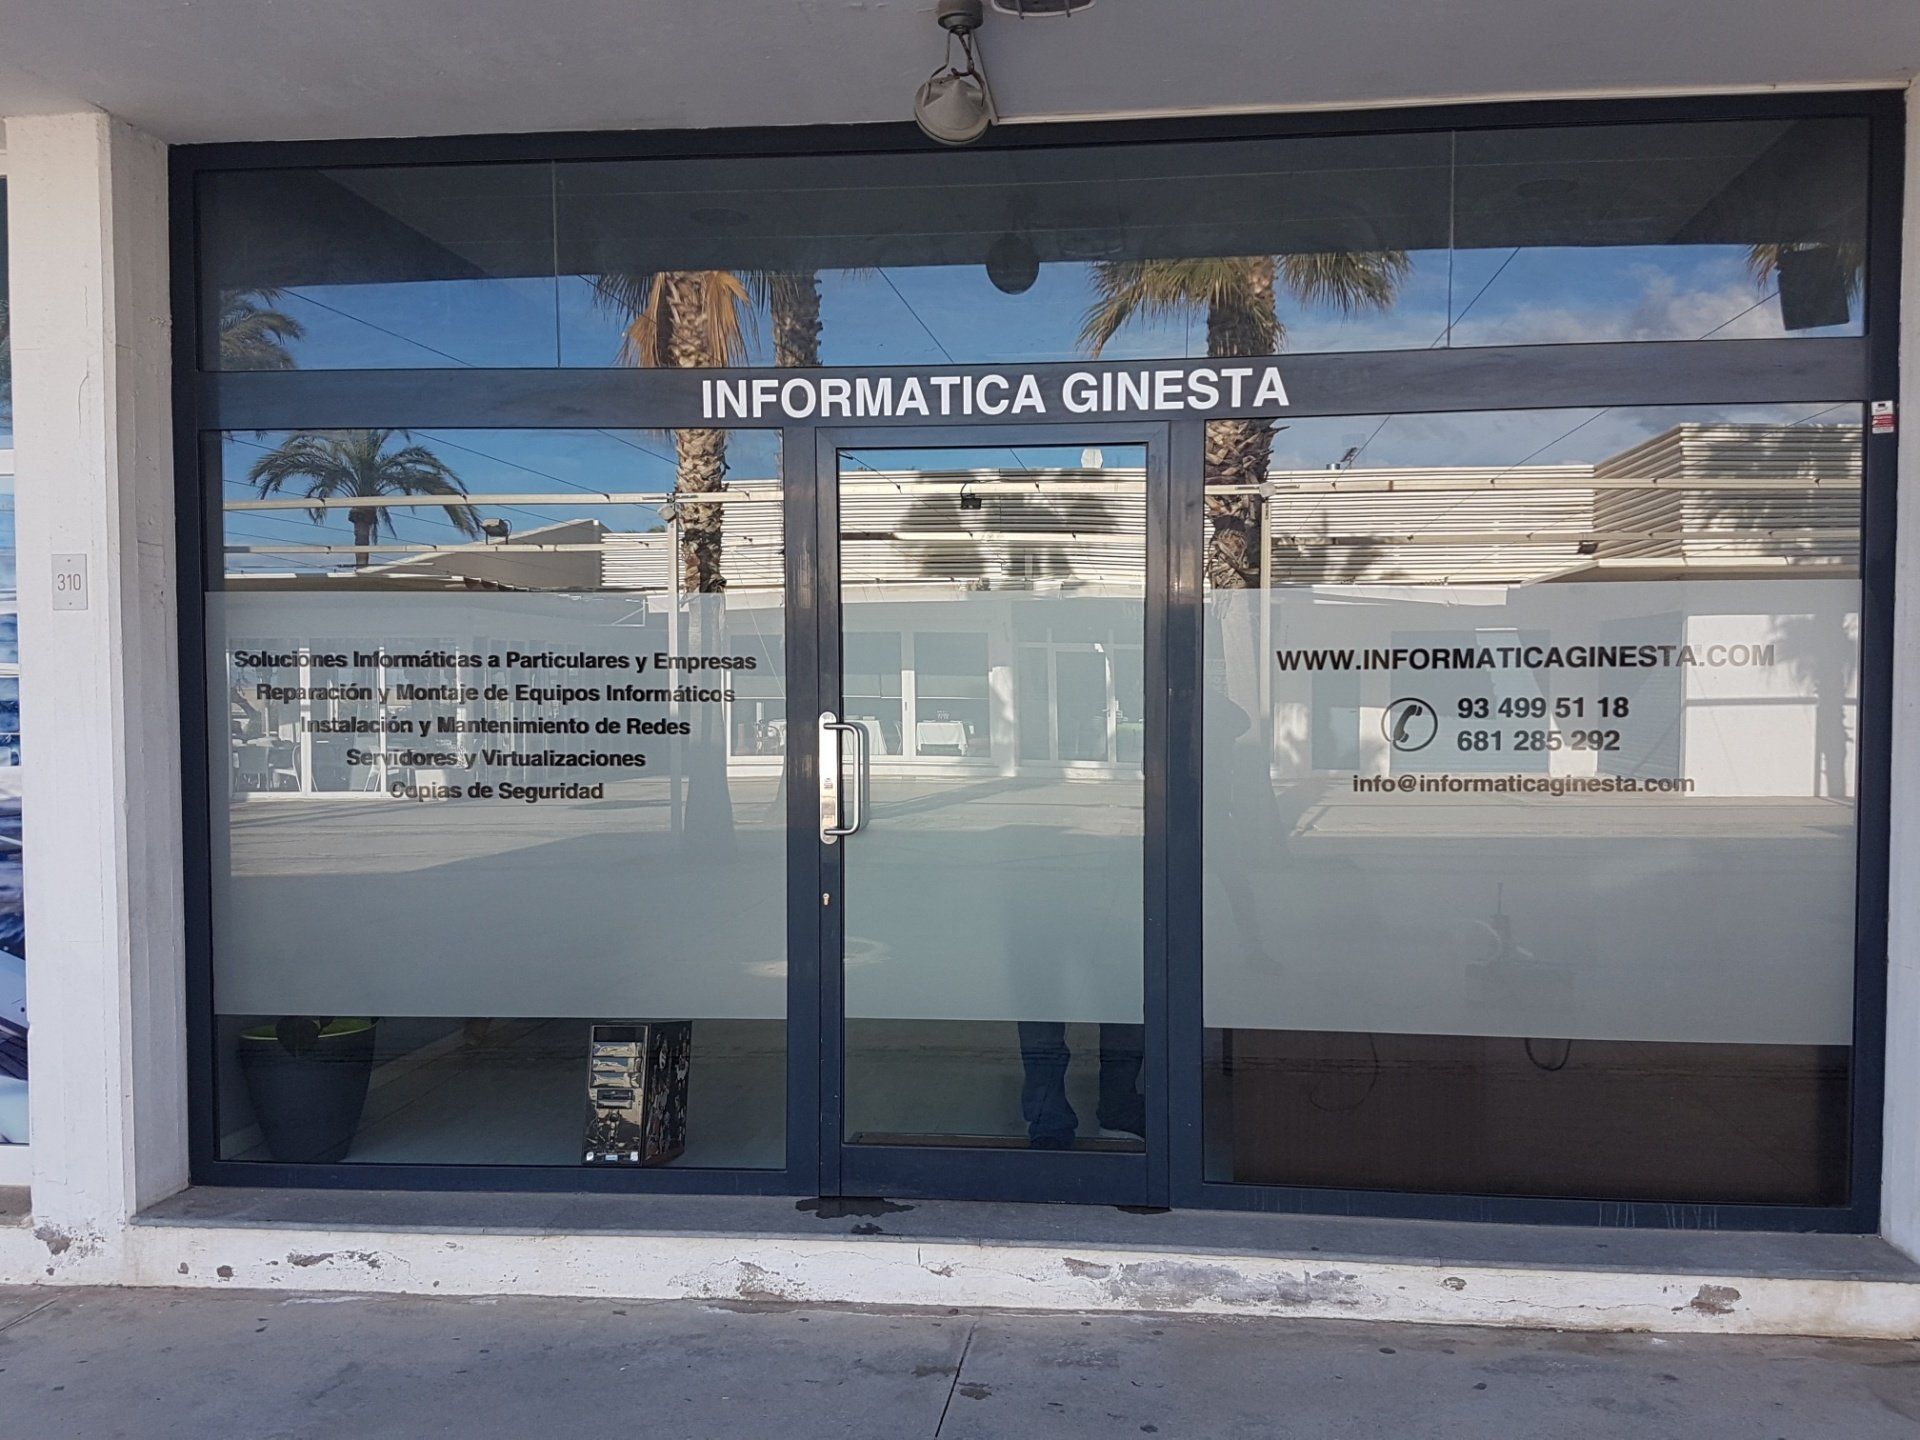 INFORMATICA GINESTA
310
Soluciones Informáticas a Particulares y Empresas
Reparación y Montaje de Equipos Informáticos
Instalación y Mantenimiento de Redes
Servidores y Virtualizaciones
Copias de Seguridad
WWW.INFORMATICAGINESTA.COM
93 499 51 18
681 285 292
info@informaticaginesta.com